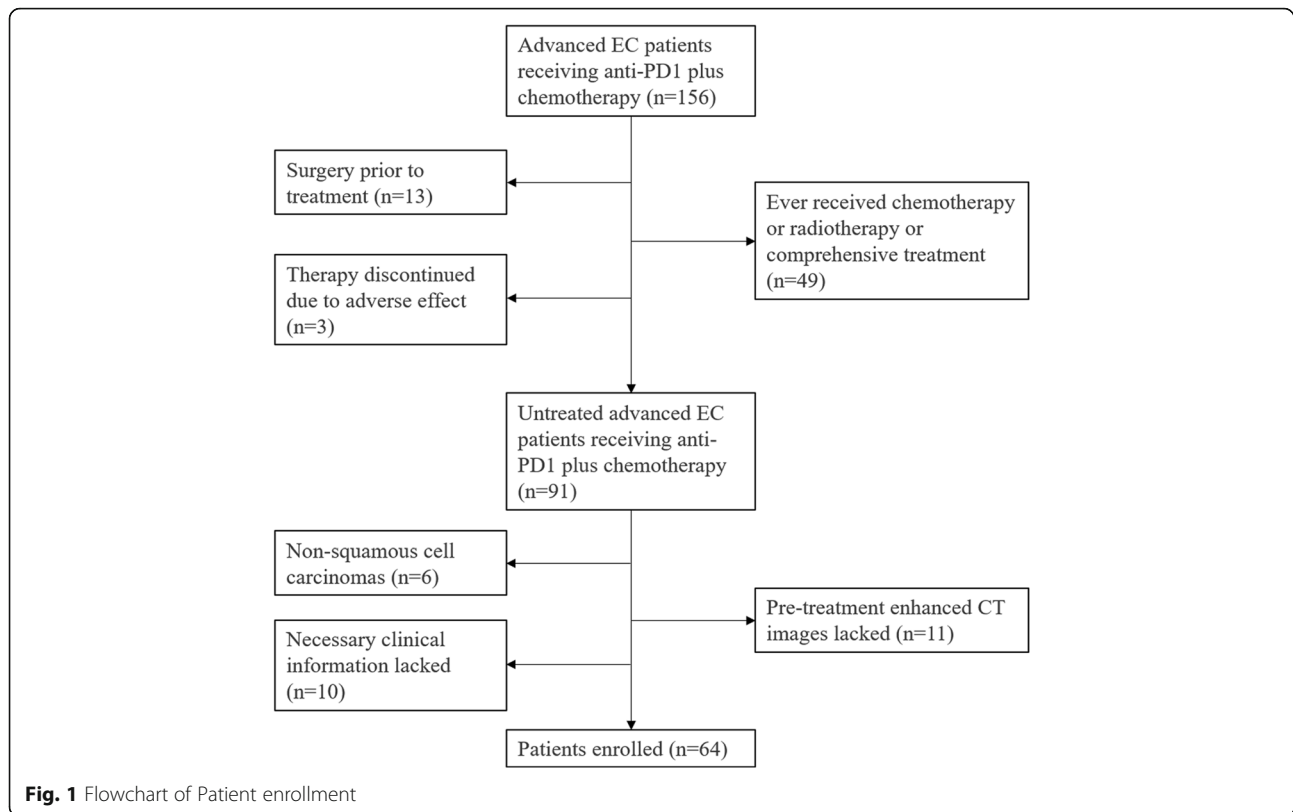 Advanced EC patients
receiving anti-PD1 plus
chemotherapy (n=156)
Surgery prior to
treatment (n=13)
Ever received chemotherapy
or radiotherapy or
comprehensive treatment
(n=49)
Therapy discontinued
due to adverse effect
(n=3)
Untreated advanced EC
patients receiving anti-
PD1 plus chemotherapy
(n=91)
Non-squamous cell
carcinomas (n=6)
Pre-treatment enhanced CT
images lacked (n=11)
Necessary clinical
information lacked
(n=10)
Patients enrolled (n=64)
Fig. 1 Flowchart of Patient enrollment